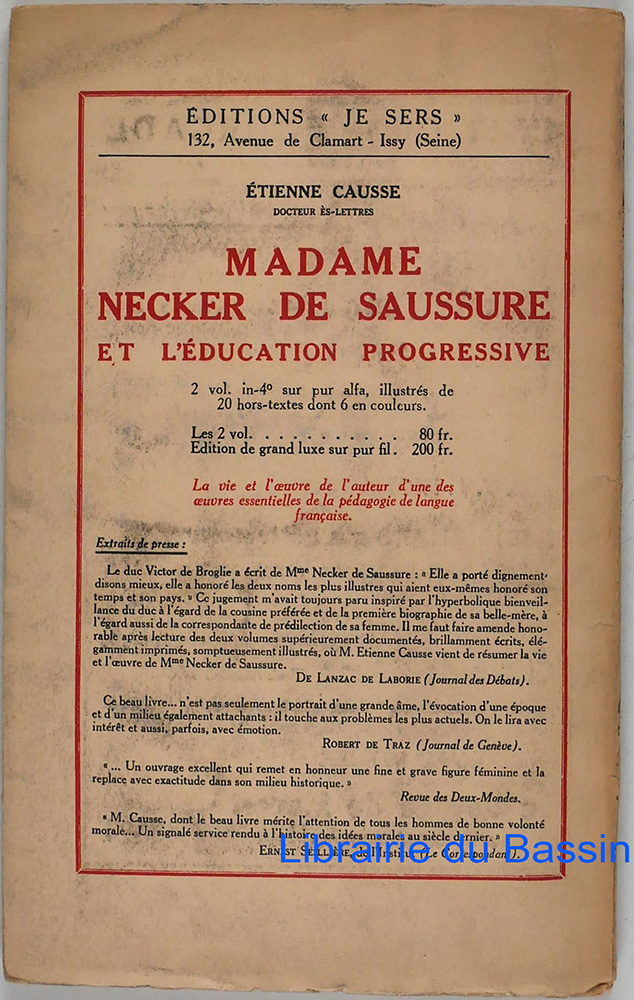 ÉDITIONS « JE SERS »
132, Avenue de Clamart - Issy (Seine)
ÉTIENNE CAUSSE
DOCTEUR ÈS-LETTRES
MADAME
NECKER DE SAUSSURE
ET L'ÉDUCATION PROGRESSIVE
2 vol. in-4º sur pur alfa, illustrés de
20 hors-textes dont 6 en couleurs.
Les 2 vol. . . . . . . . . . . 80 fr.
Edition de grand luxe sur pur fil. 200 fr.
La vie et l'œuvre de l'auteur d'une des
œuvres essentielles de la pédagogie de langue
française.
Extraits de presse :
Le duc Victor de Broglie a écrit de Mme Necker de Saussure : « Elle a porté dignement,
disons mieux, elle a honoré les deux noms les plus illustres qui aient eux-mêmes honoré son
temps et son pays. » Ce jugement m'avait toujours paru inspiré par l'hyperbolique bienveil-
lance du duc à l'égard de la cousine préférée et de la première biographie de sa belle-mère, à
l'égard aussi de la correspondante de prédilection de sa femme. Il me faut faire amende hono-
rable après lecture des deux volumes supérieurement documentés, brillamment écrits, élé-
gamment imprimés, somptueusement illustrés, où M. Etienne Causse vient de résumer la vie
et l'œuvre de Mme Necker de Saussure.
DE LANZAC DE LABORIE (Journal des Débats).
Ce beau livre... n'est pas seulement le portrait d'une grande âme, l'évocation d'une époque
et d'un milieu également attachants : il touche aux problèmes les plus actuels. On le lira avec
intérêt et aussi, parfois, avec émotion.
ROBERT DE TRAZ (Journal de Genève).
« ... Un ouvrage excellent qui remet en honneur une fine et grave figure féminine et la
replace avec exactitude dans son milieu historique. »
Revue des Deux-Mondes.
« M. Causse, dont le beau livre mérite l'attention de tous les hommes de bonne volonté
morale... Un signalé service rendu à l'histoire des idées morales au siècle dernier. »
ERNEST SEILLIÈRE, de l'Institut (Le Correspondant).
Librairie du Bassin